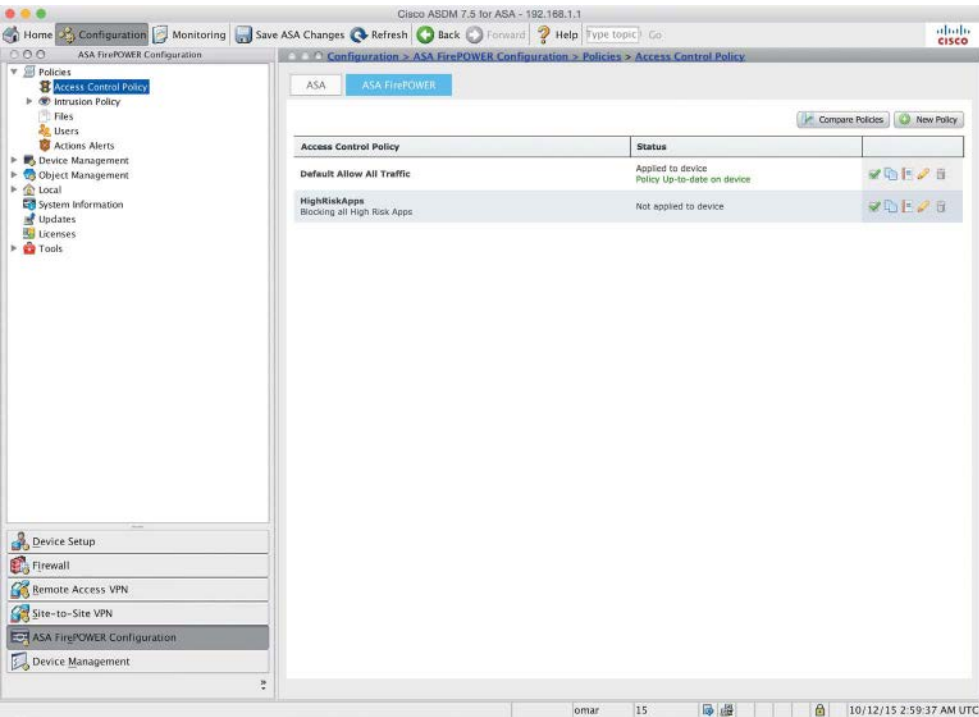 Cisco ASDM 7.5 for ASA - 192.168.1.1
Home Configuration Monitoring Save ASA Changes Refresh Back Forward Help Type topic Go
CISCO
ASA FirePOWER Configuration
Configuration > ASA FirePOWER Configuration > Policies > Access Control Policy
Policies
Access Control Policy
Intrusion Policy
Files
Users
Actions Alerts
Device Management
Object Management
Local
System Information
Updates
Licenses
Tools
ASA ASA FirePOWER
Compare Policies New Policy
Access Control Policy Status
Default Allow All Traffic Applied to device
Policy Up-to-date on device
HighRiskApps
Blocking all High Risk Apps Not applied to device
Device Setup
Firewall
Remote Access VPN
Site-to-Site VPN
ASA FirePOWER Configuration
Device Management
omar 15 10/12/15 2:59:37 AM UTC